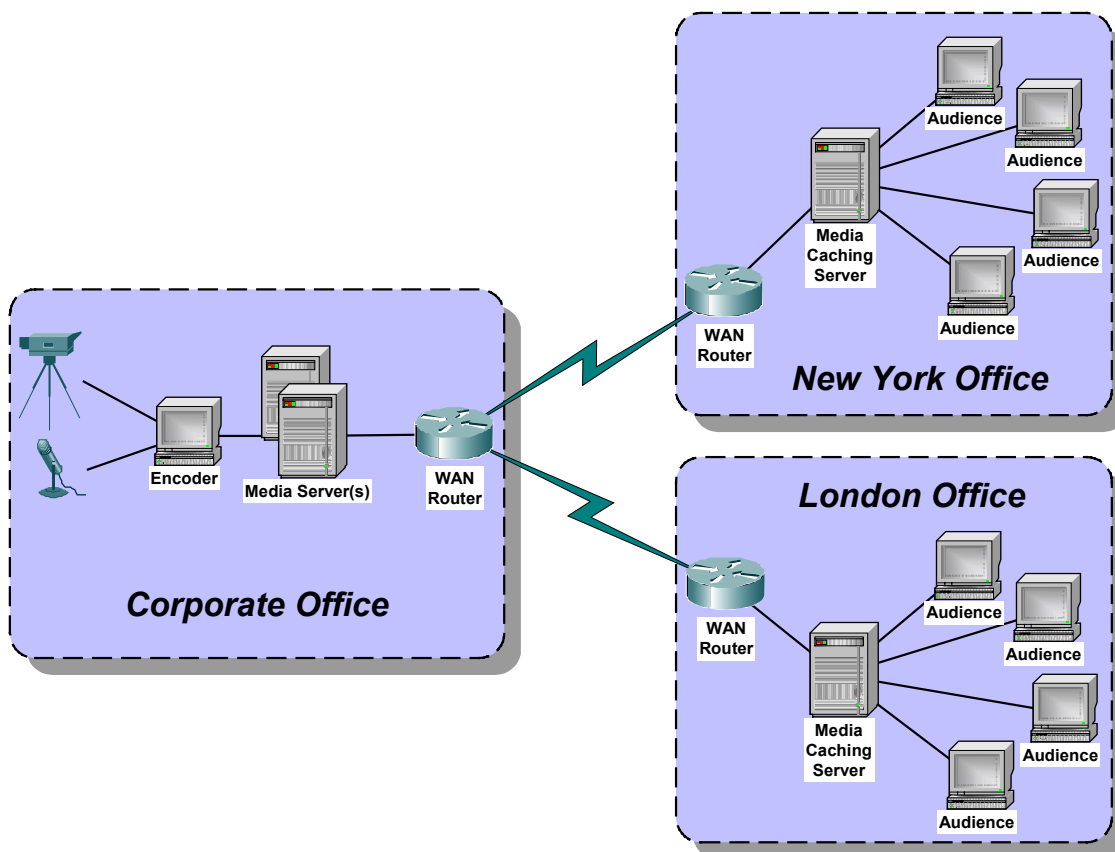 Encoder
Media Server(s)
WAN
Router
Corporate Office
Audience
Audience
Audience
Audience
Media
Caching
Server
WAN
Router
New York Office
London Office
Audience
Audience
Audience
Audience
WAN
Router
Media
Caching
Server